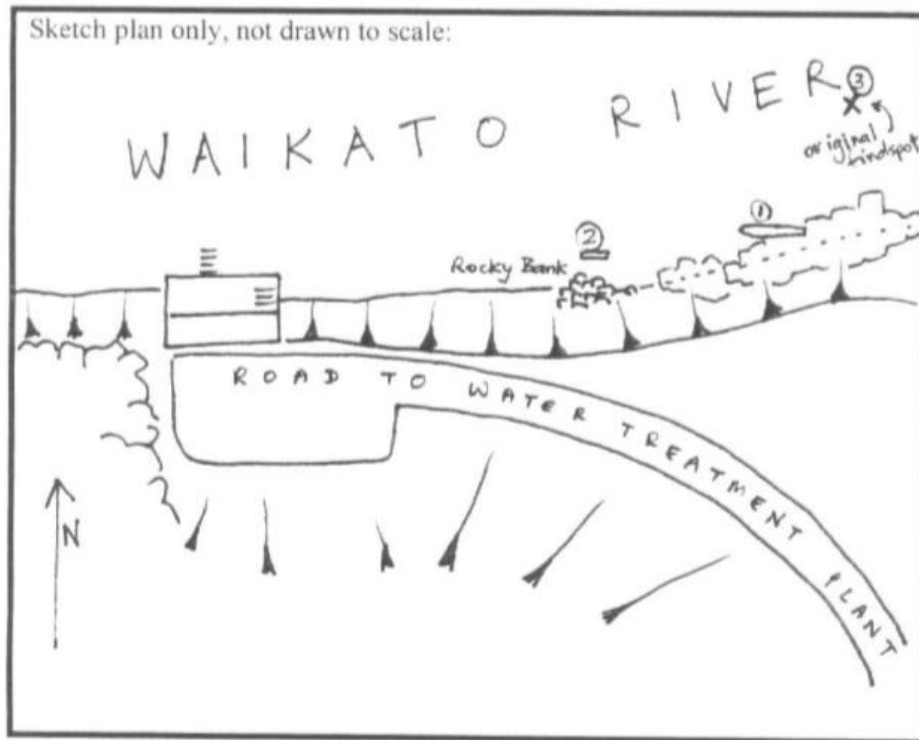 Sketch plan only, not drawn to scale:
WAIKATO RIVER
③
original
findspot
①
②
Rocky Bank
ROAD TO WATER TREATMENT PLANT
N